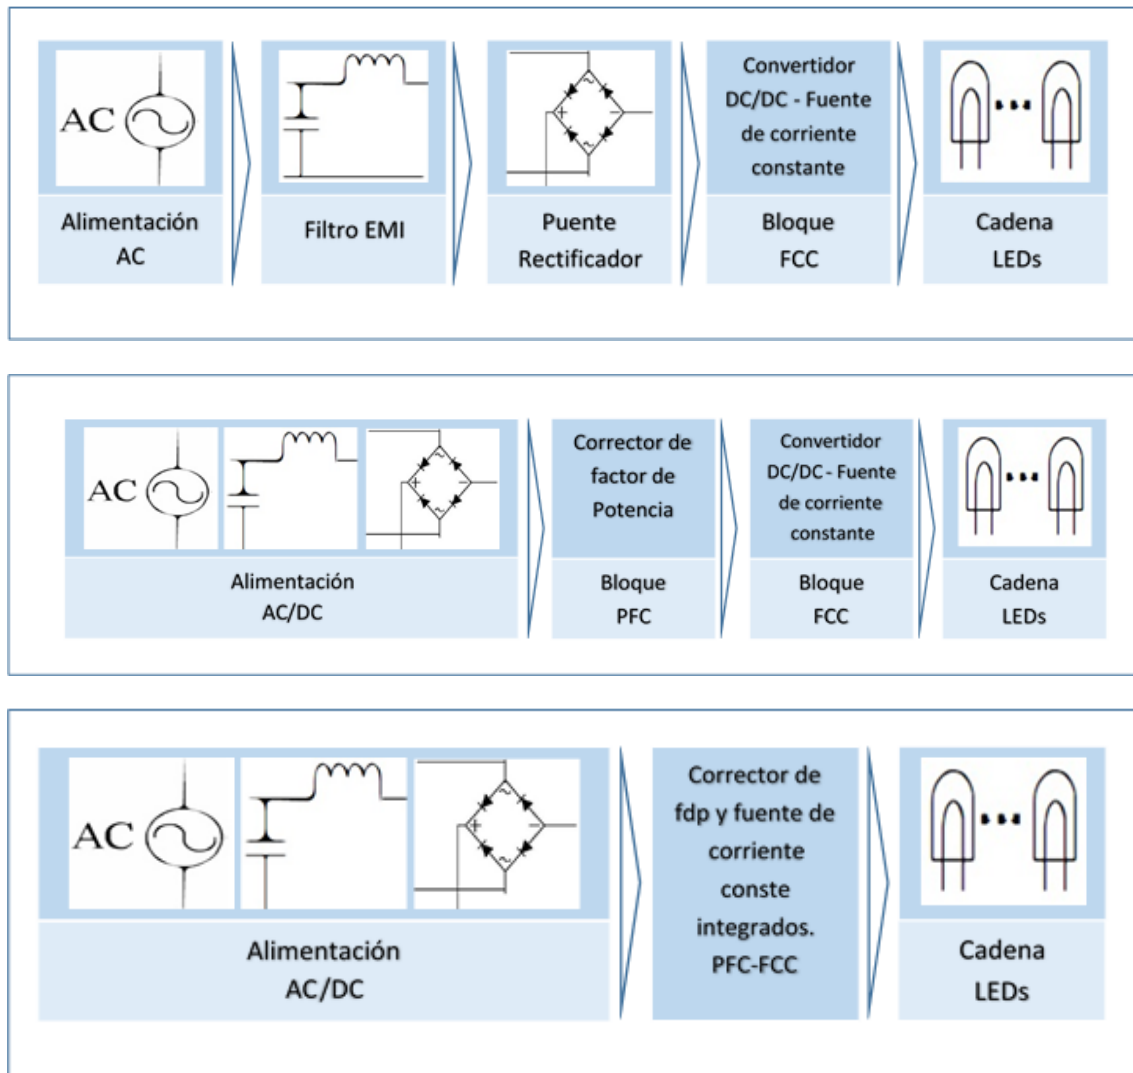 AC
Alimentación
AC
Filtro EMI
Puente
Rectificador
Convertidor
DC/DC - Fuente
de corriente
constante
Bloque
FCC
Cadena
LEDs
AC
Alimentación
AC/DC
Corrector de
factor de
Potencia
Bloque
PFC
Convertidor
DC/DC - Fuente
de corriente
constante
Bloque
FCC
Cadena
LEDs
AC
Alimentación
AC/DC
Corrector de
fdp y fuente de
corriente
conste
integrados.
PFC-FCC
Cadena
LEDs